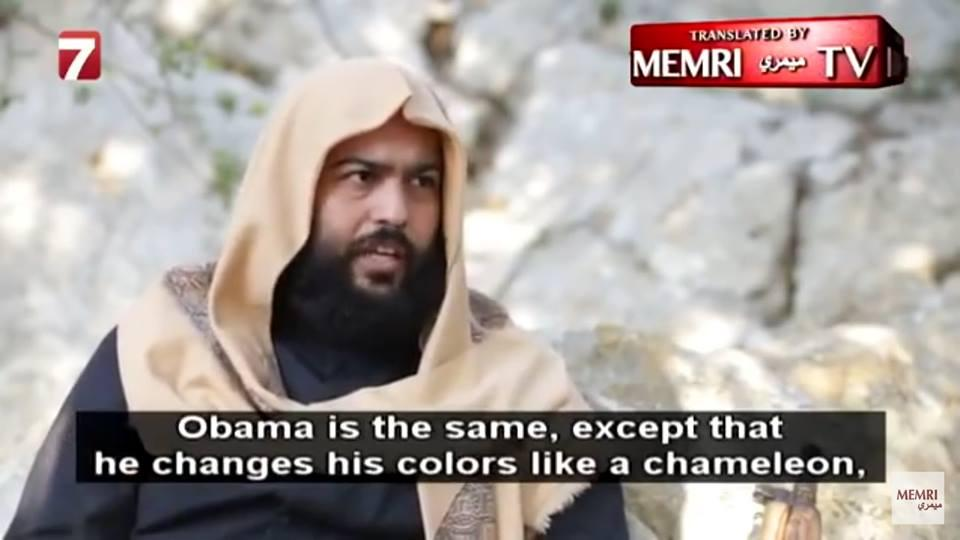 7
TRANSLATED BY
MEMRI ميمري TV
Obama is the same, except that
he changes his colors like a chameleon,
MEMRI
ميمري